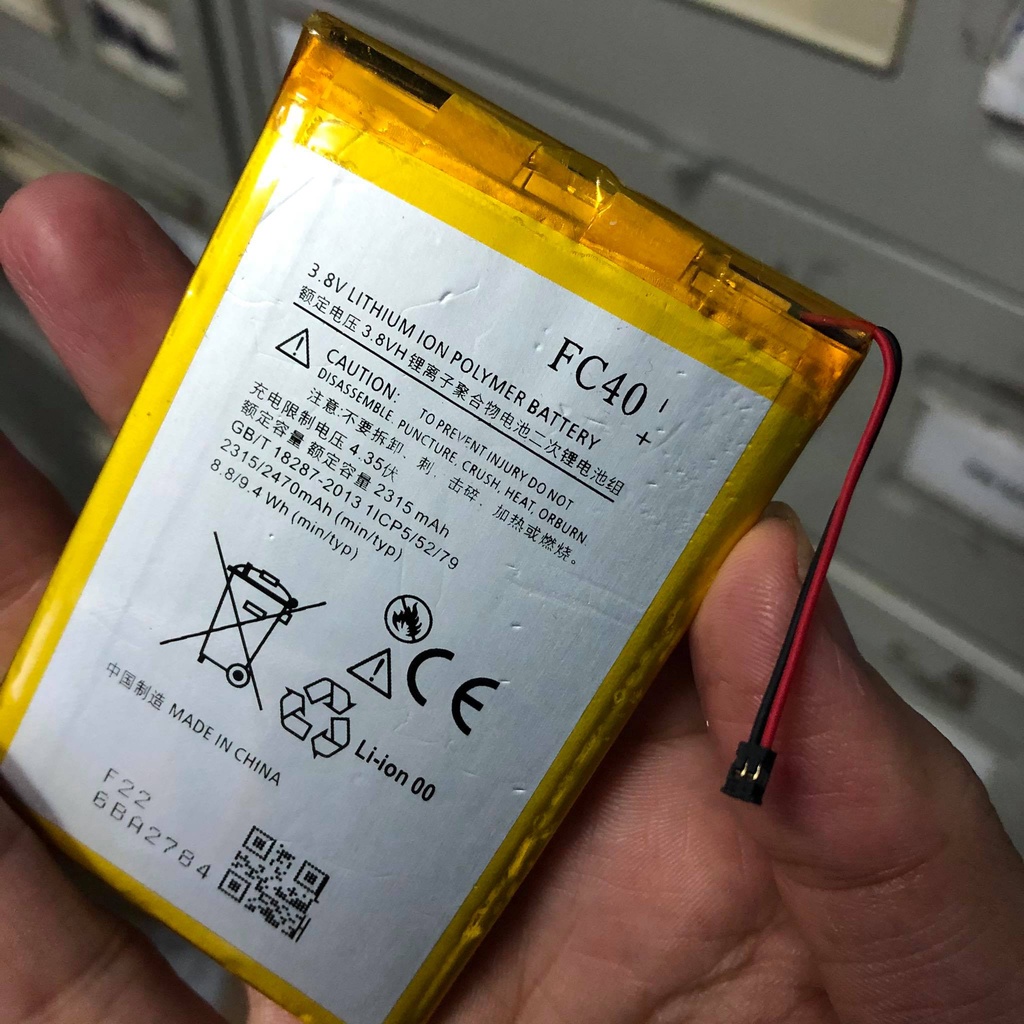 FC40
- +
3.8V LITHIUM ION POLYMER BATTERY
额定电压 3.8VH 锂离子聚合物电池二次锂电池组
CAUTION: TO PREVENT INJURY DO NOT
DISASSEMBLE, PUNCTURE, CRUSH, HEAT, ORBURN
注意:不要拆卸, 刺, 击碎, 加热或燃烧。
充电限制电压 4.35伏
额定容量 额定容量 2315 mAh
GB/T 18287-2013 1ICP5/52/79
2315/2470mAh (min/typ)
8.8/9.4 Wh (min/typ)
CE
Li-ion 00
中国制造 MADE IN CHINA
F22
6BA2784